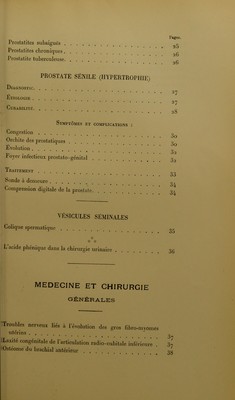 Pages.
Prostatites subaiguës . . . . . . . . . . 25
Prostatites chroniques . . . . . . . . . . 26
Prostatite tuberculeuse . . . . . . . . . . 26
PROSTATE SÉNILE (HYPERTROPHIE)
Diagnostic . . . . . . . . . . 27
Étiologie . . . . . . . . . . 27
Curabilité . . . . . . . . . . 28
Symptômes et complications :
Congestion . . . . . . . . . . 30
Orchite des prostatiques . . . . . . . . . . 30
Évolution . . . . . . . . . . 32
Foyer infectieux prostato-génitel . . . . . . . . . . 32
Traitement . . . . . . . . . . 33
Sonde à demeure . . . . . . . . . . 34
Compression digitale de la prostate . . . . . . . . . . 34
VÉSICULES SÉMINALES
Colique spermatique . . . . . . . . . . 35
L'acide phénique dans la chirurgie urinaire . . . . . . . . . . 36
MÉDECINE ET CHIRURGIE
GÉNÉRALES
Troubles nerveux liés à l'évolution des gros fibro-myomes
utérins . . . . . . . . . . 37
Laxité congénitale de l'articulation radio-cubitale inférieure . 37
Ostéome du brachial antérieur . . . . . . . . . . 38